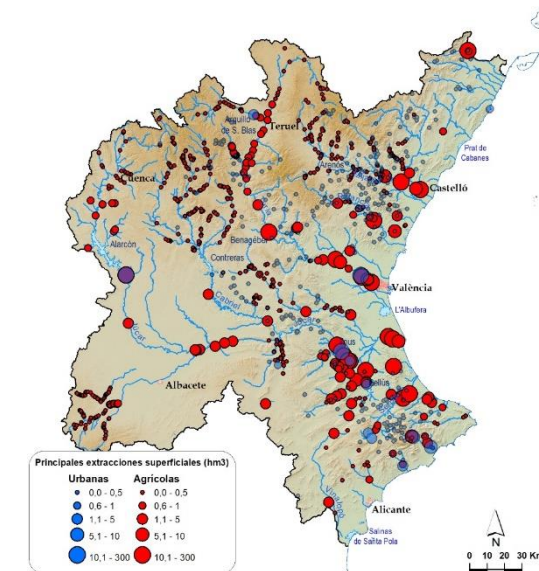 Arquillo
de S. Blas
Teruel
Prat de
Cabanes
Arenós
Cuenca
Castelló
Alarcón
Benagéber
Contreras
València
L'Albufera
Cabriel
Júcar
Albacete
Vinalopó
Alicante
Salinas
de Santa Pola
Principales extracciones superficiales (hm3)
Urbanas Agrícolas
0,0 - 0,5 0,0 - 0,5
0,6 - 1 0,6 - 1
1,1 - 5 1,1 - 5
5,1 - 10 5,1 - 10
10,1 - 300 10,1 - 300
N
0 10 20 30 Km